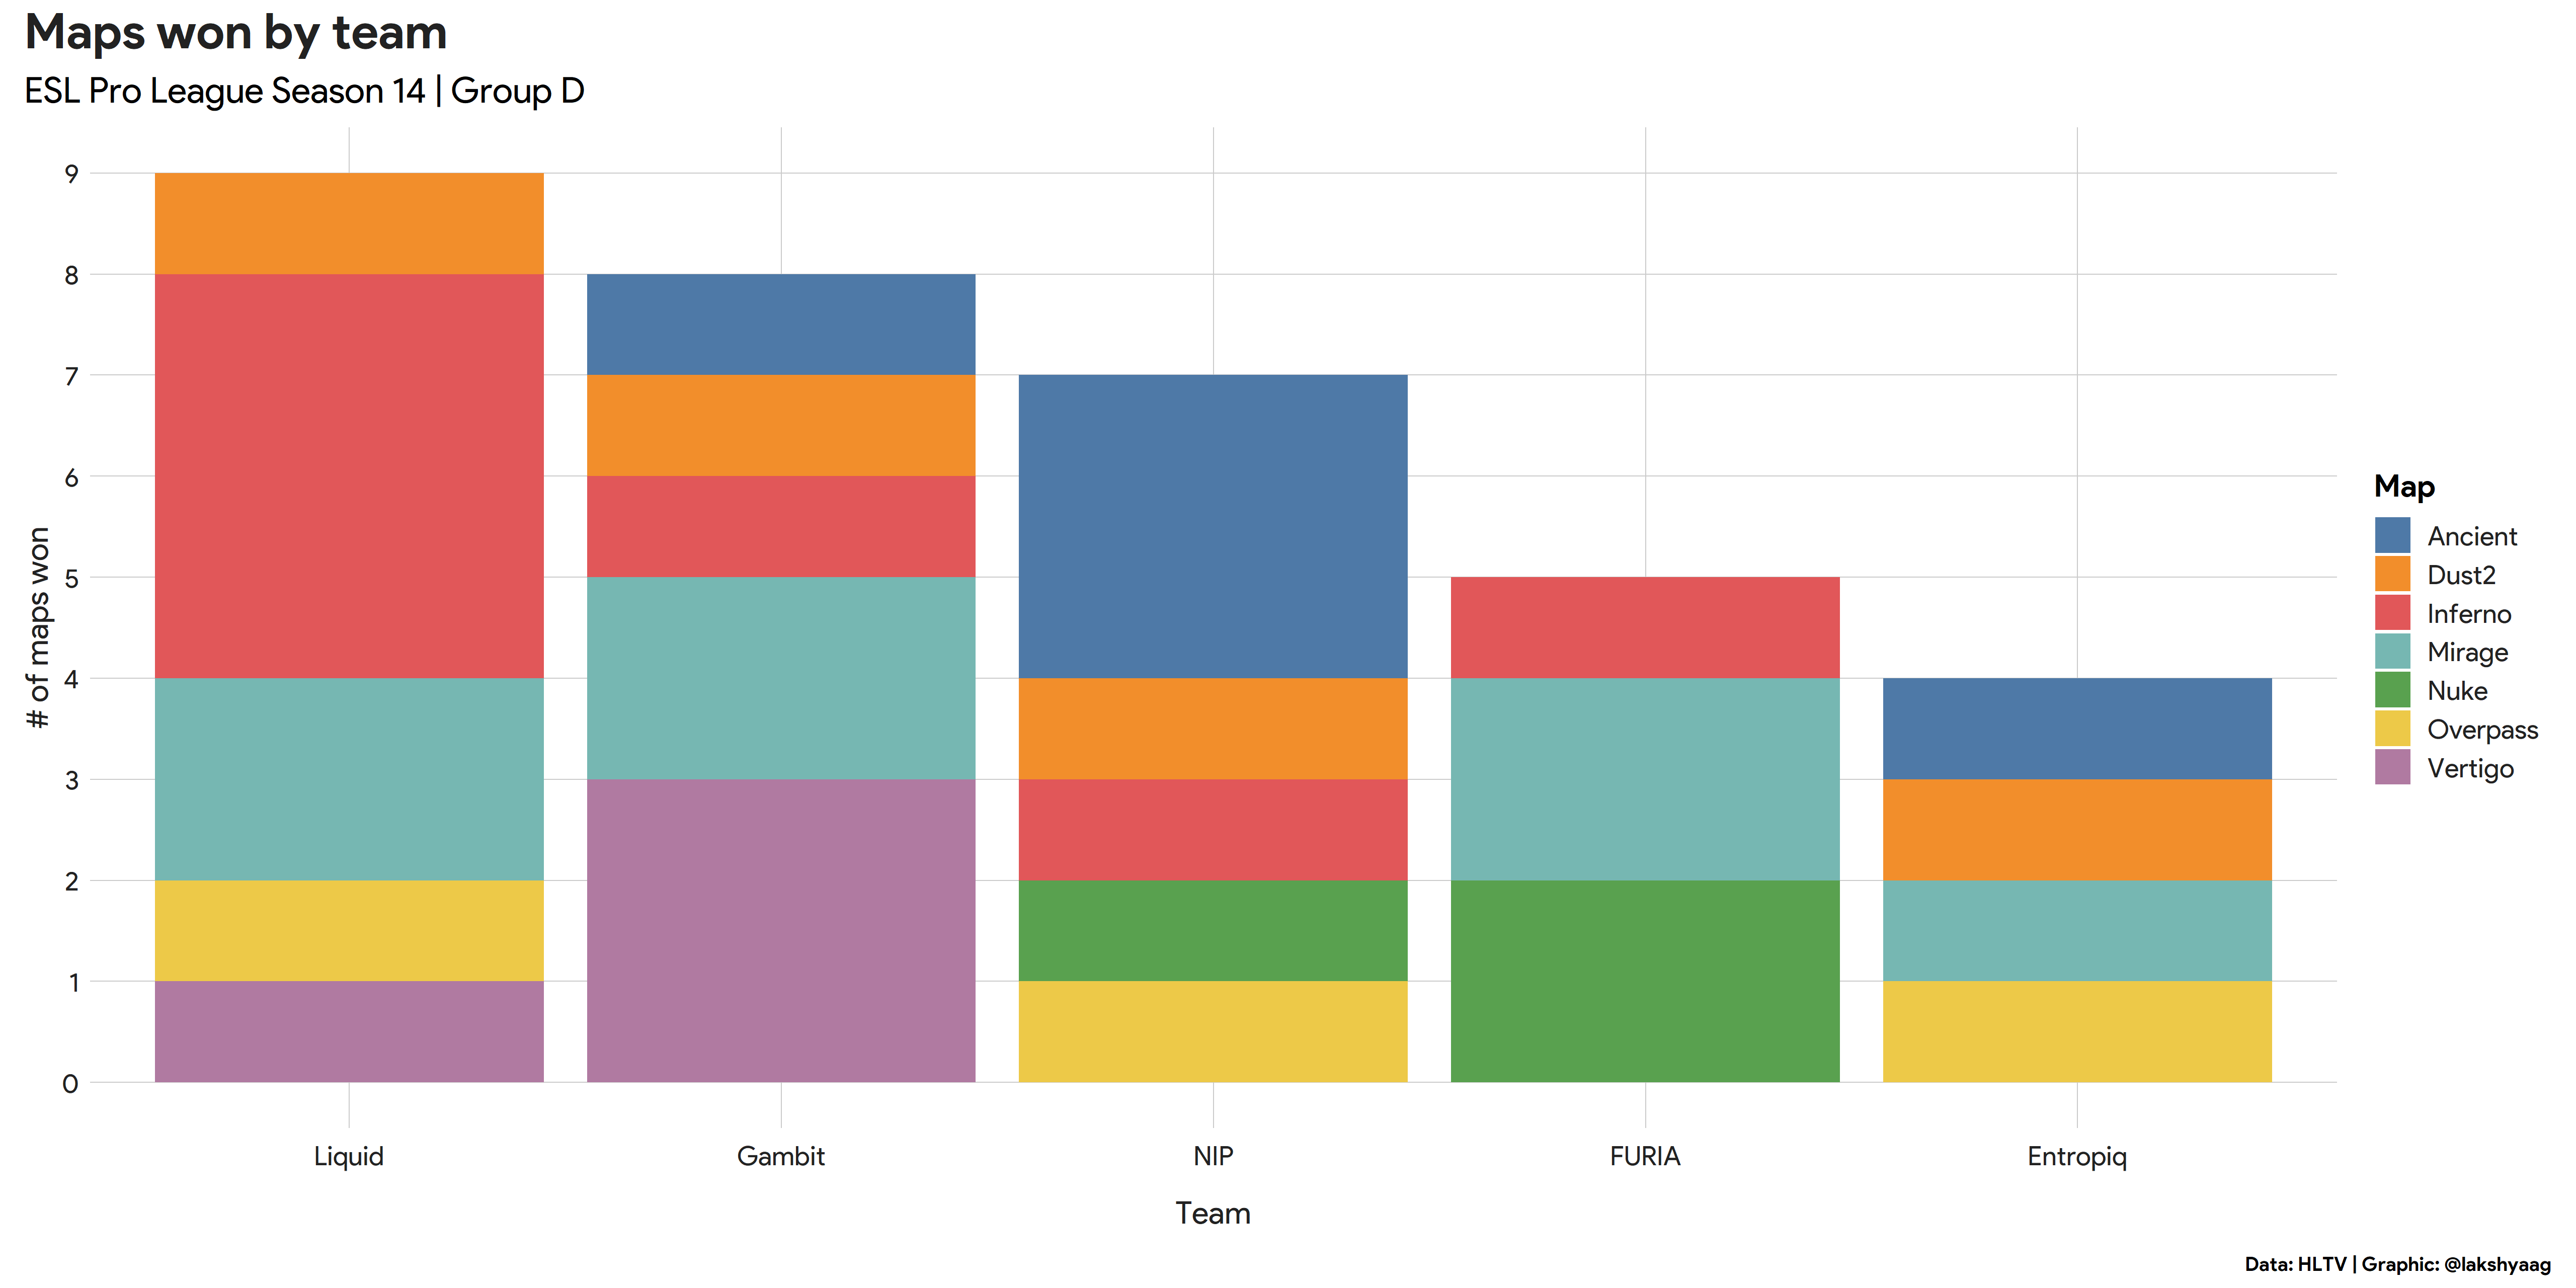 Maps won by team
ESL Pro League Season 14 | Group D
9
8
7
6
5
4
3
2
1
0
# of maps won
Liquid
Gambit
NIP
FURIA
Entropiq
Team
Map
Ancient
Dust2
Inferno
Mirage
Nuke
Overpass
Vertigo
Data: HLTV | Graphic: @lakshyaag